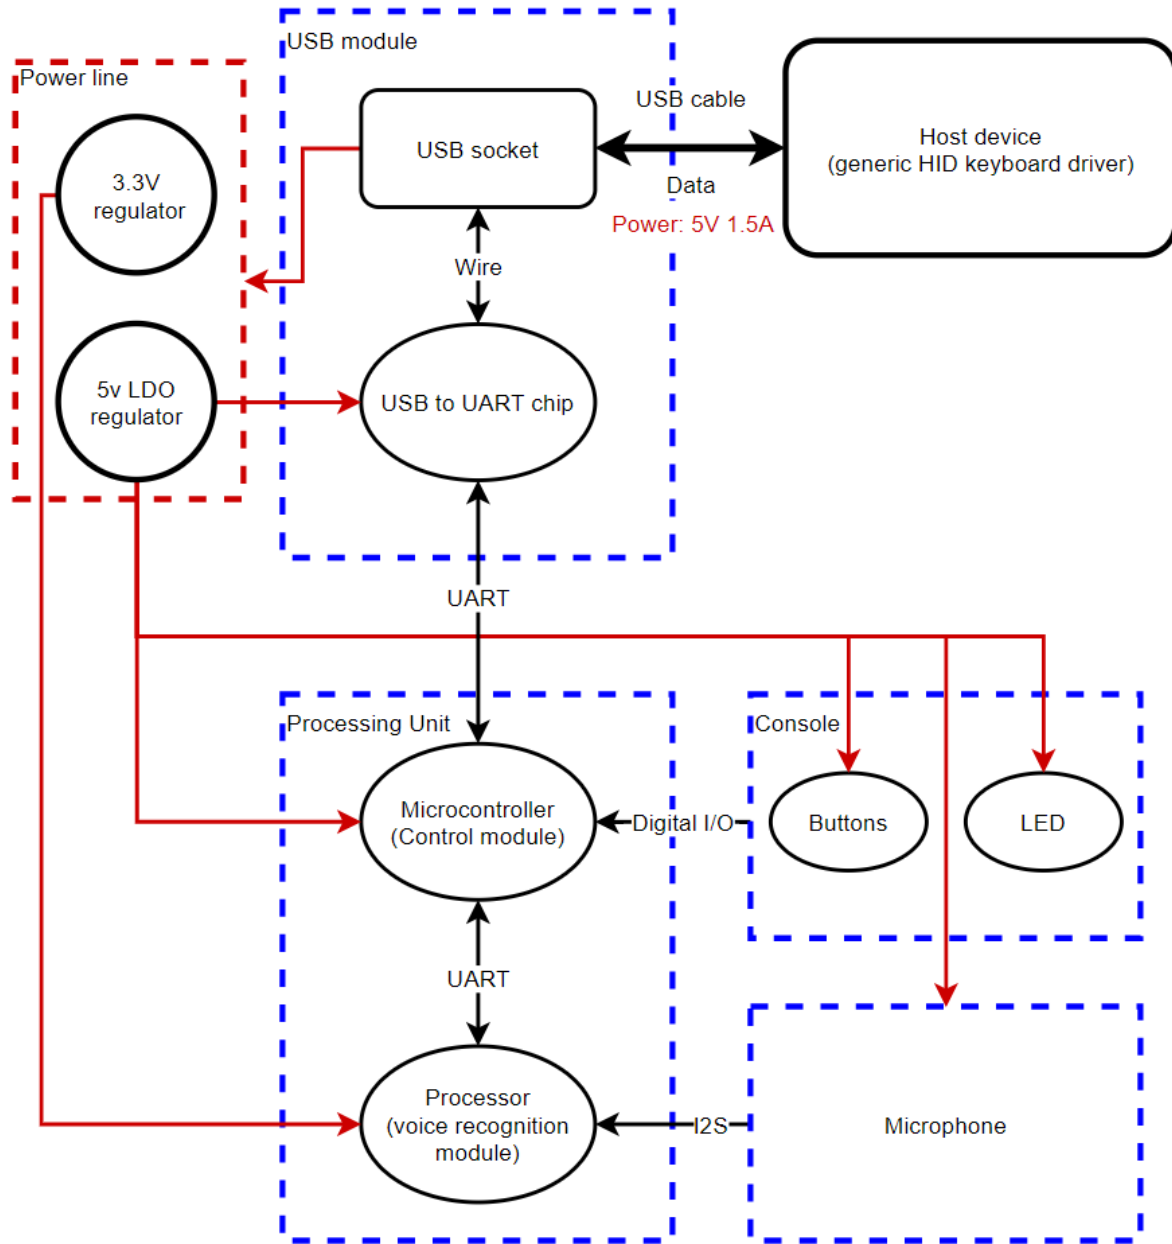 USB module
Power line
USB cable
USB socket
Host device
(generic HID keyboard driver)
3.3V
regulator
Data
Power: 5V 1.5A
Wire
5v LDO
regulator
USB to UART chip
UART
Processing Unit
Console
Microcontroller
(Control module)
Digital I/O
Buttons
LED
UART
Processor
(voice recognition
module)
I2S
Microphone